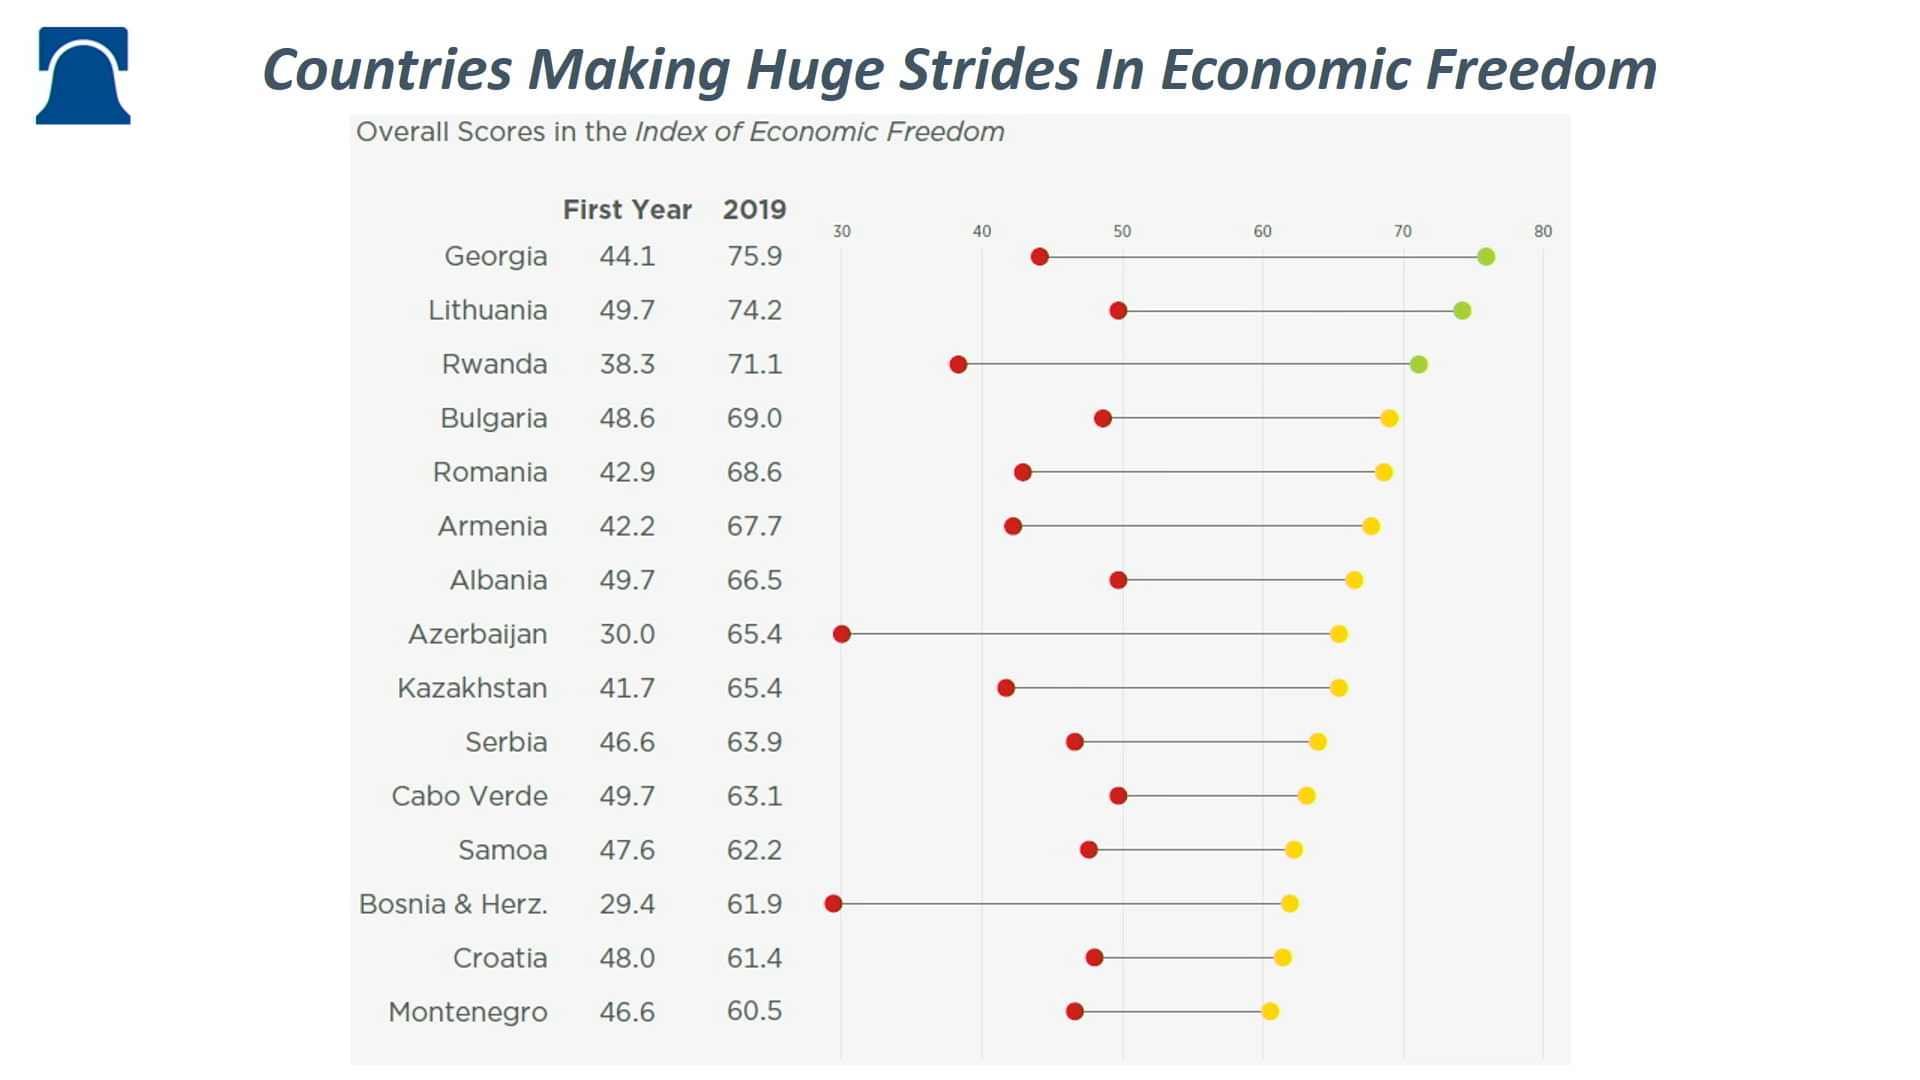 Countries Making Huge Strides In Economic Freedom
Overall Scores in the Index of Economic Freedom
First Year 2019
30 40 50 60 70 80
Georgia 44.1 75.9
Lithuania 49.7 74.2
Rwanda 38.3 71.1
Bulgaria 48.6 69.0
Romania 42.9 68.6
Armenia 42.2 67.7
Albania 49.7 66.5
Azerbaijan 30.0 65.4
Kazakhstan 41.7 65.4
Serbia 46.6 63.9
Cabo Verde 49.7 63.1
Samoa 47.6 62.2
Bosnia & Herz. 29.4 61.9
Croatia 48.0 61.4
Montenegro 46.6 60.5